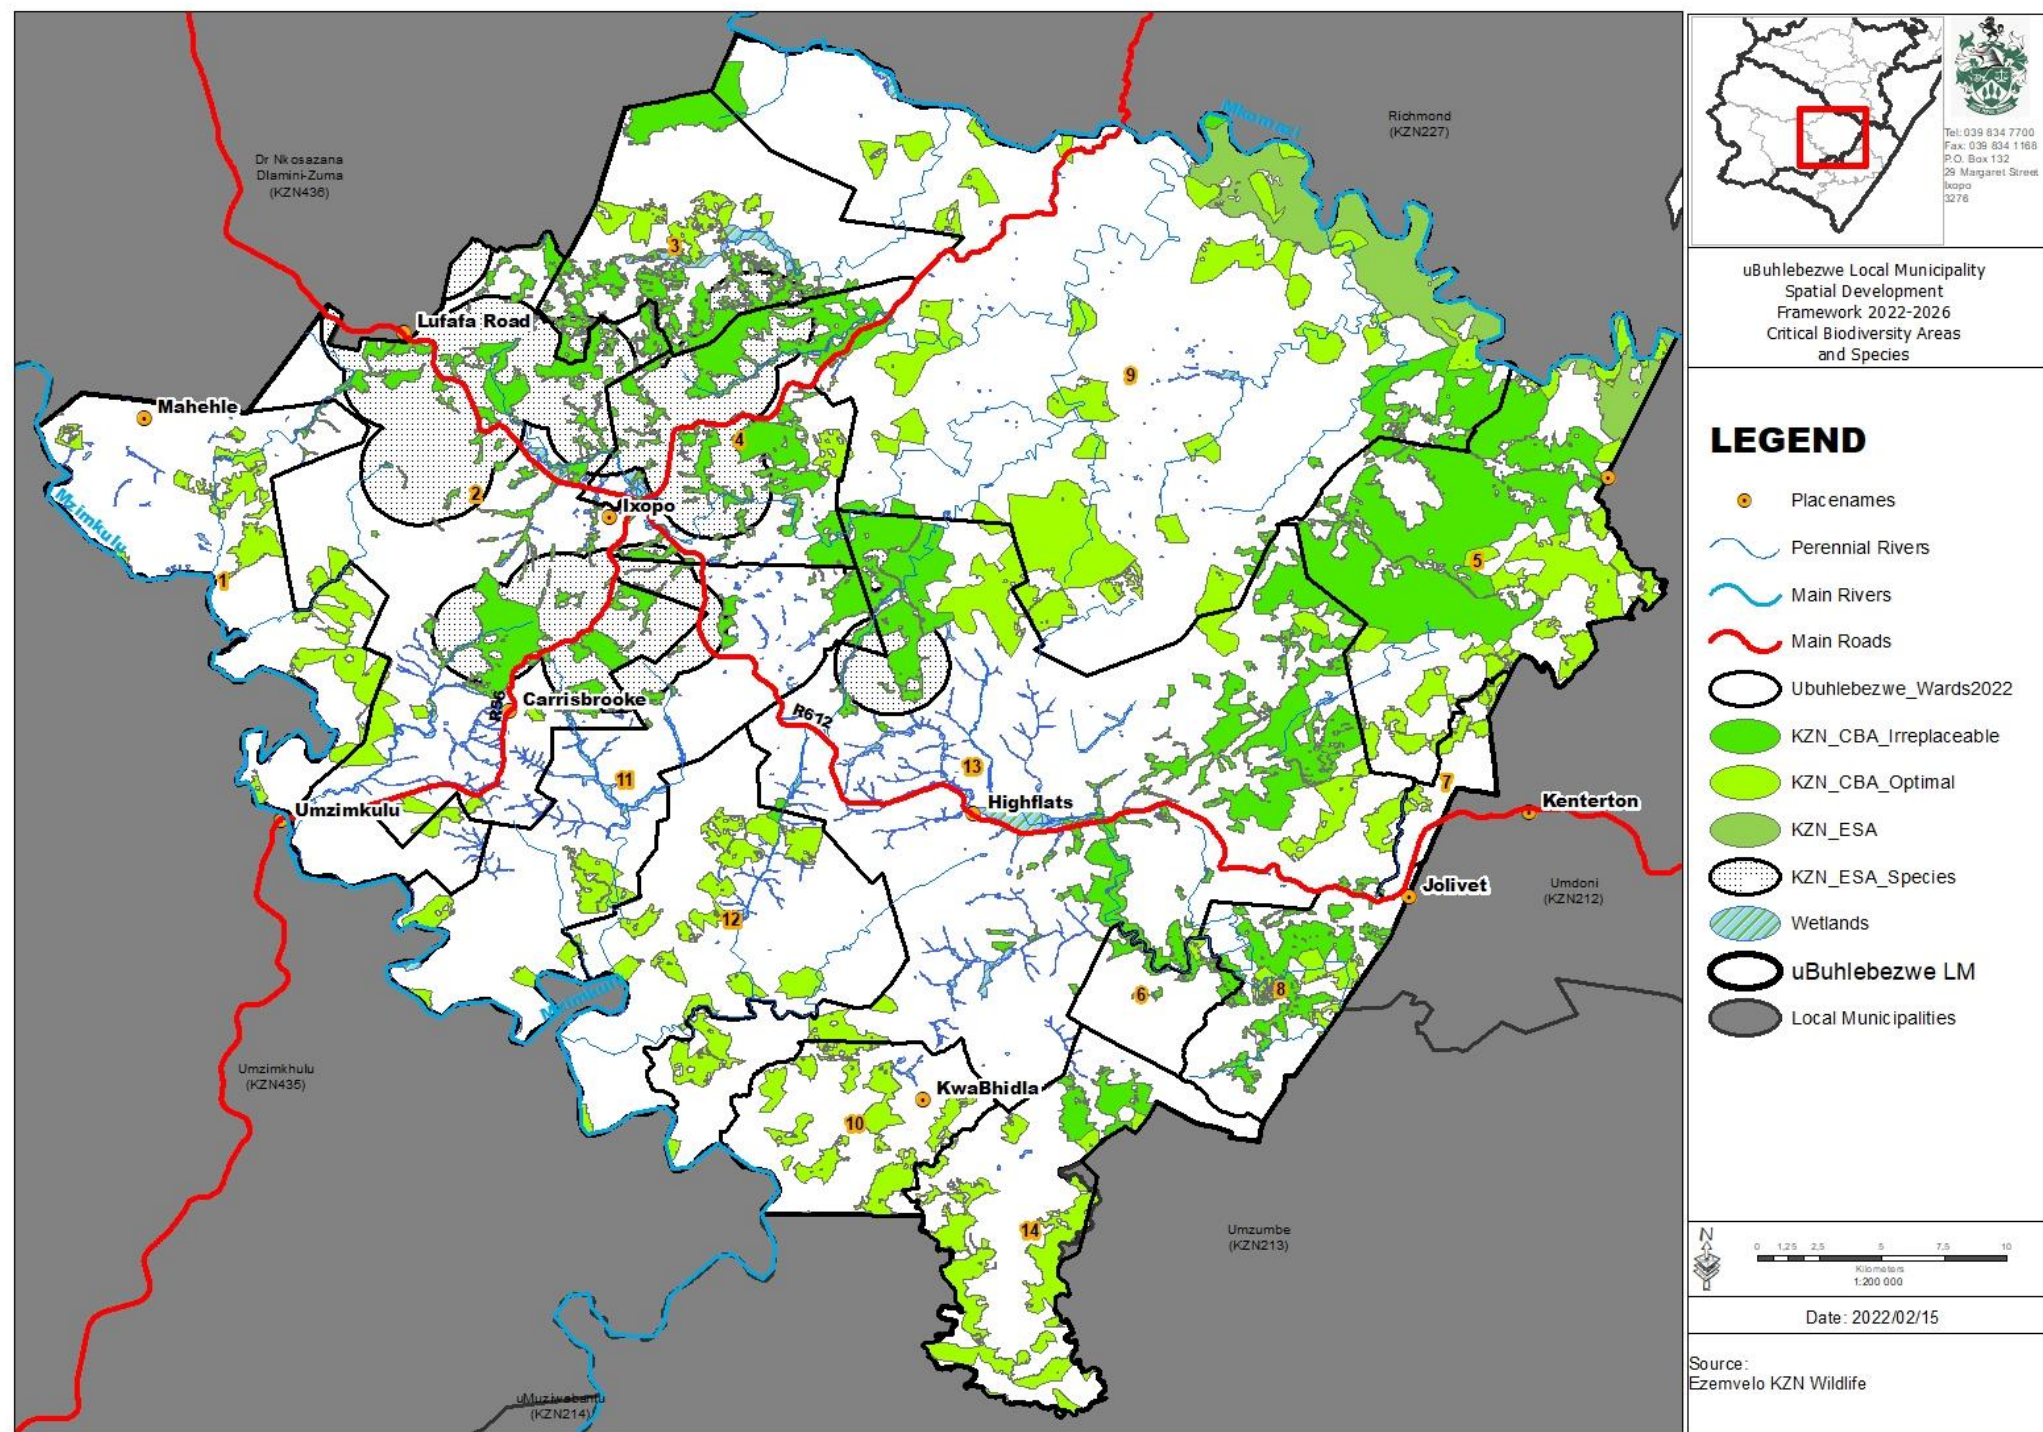 Dr Nkosazana
Dlamini-Zuma
(KZN436)
Mkomazi
Richmond
(KZN227)
3
Lufafa Road
9
Mahehle
4
2
Ixopo
Mzimkulu
1
5
R56
Carrisbrooke
R612
11
13
7
Umzimkulu
Highflats
Kenterton
Jolivet
Umdoni
(KZN212)
12
6
8
Umzimkhulu
(KZN435)
KwaBhidla
10
14
Umzumbe
(KZN213)
(KZN214)
Tel: 039 834 7700
Fax: 039 834 1168
P.O. Box 132
29 Margaret Street
Ixopo
3276
uBuhlebezwe Local Municipality
Spatial Development
Framework 2022-2026
Critical Biodiversity Areas
and Species
LEGEND
Placenames
Perennial Rivers
Main Rivers
Main Roads
Ubuhlebezwe_Wards2022
KZN_CBA_Irreplaceable
KZN_CBA_Optimal
KZN_ESA
KZN_ESA_Species
Wetlands
uBuhlebezwe LM
Local Municipalities
N
0 1,25 2,5 5 7,5 10
Kilometers
1:200 000
Date: 2022/02/15
Source:
Ezemvelo KZN Wildlife